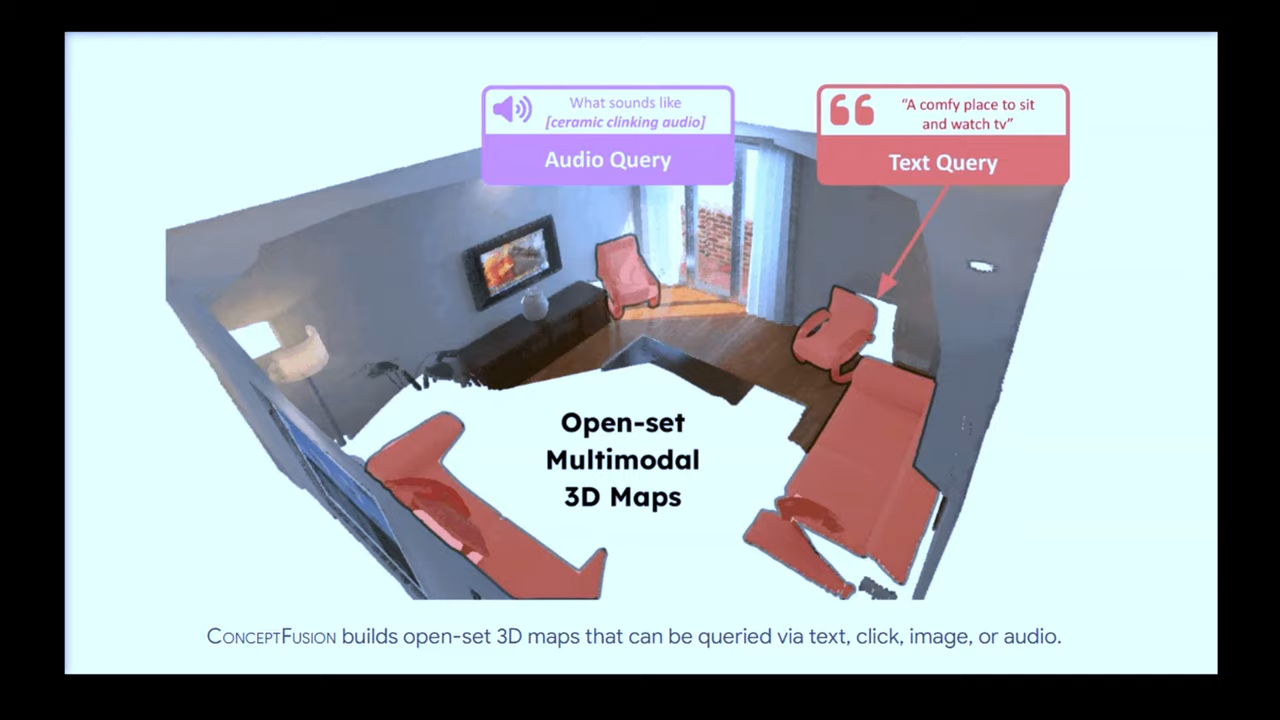 What sounds like
[ceramic clinking audio]
Audio Query
“A comfy place to sit
and watch tv”
Text Query
Open-set
Multimodal
3D Maps
CONCEPTFUSION builds open-set 3D maps that can be queried via text, click, image, or audio.